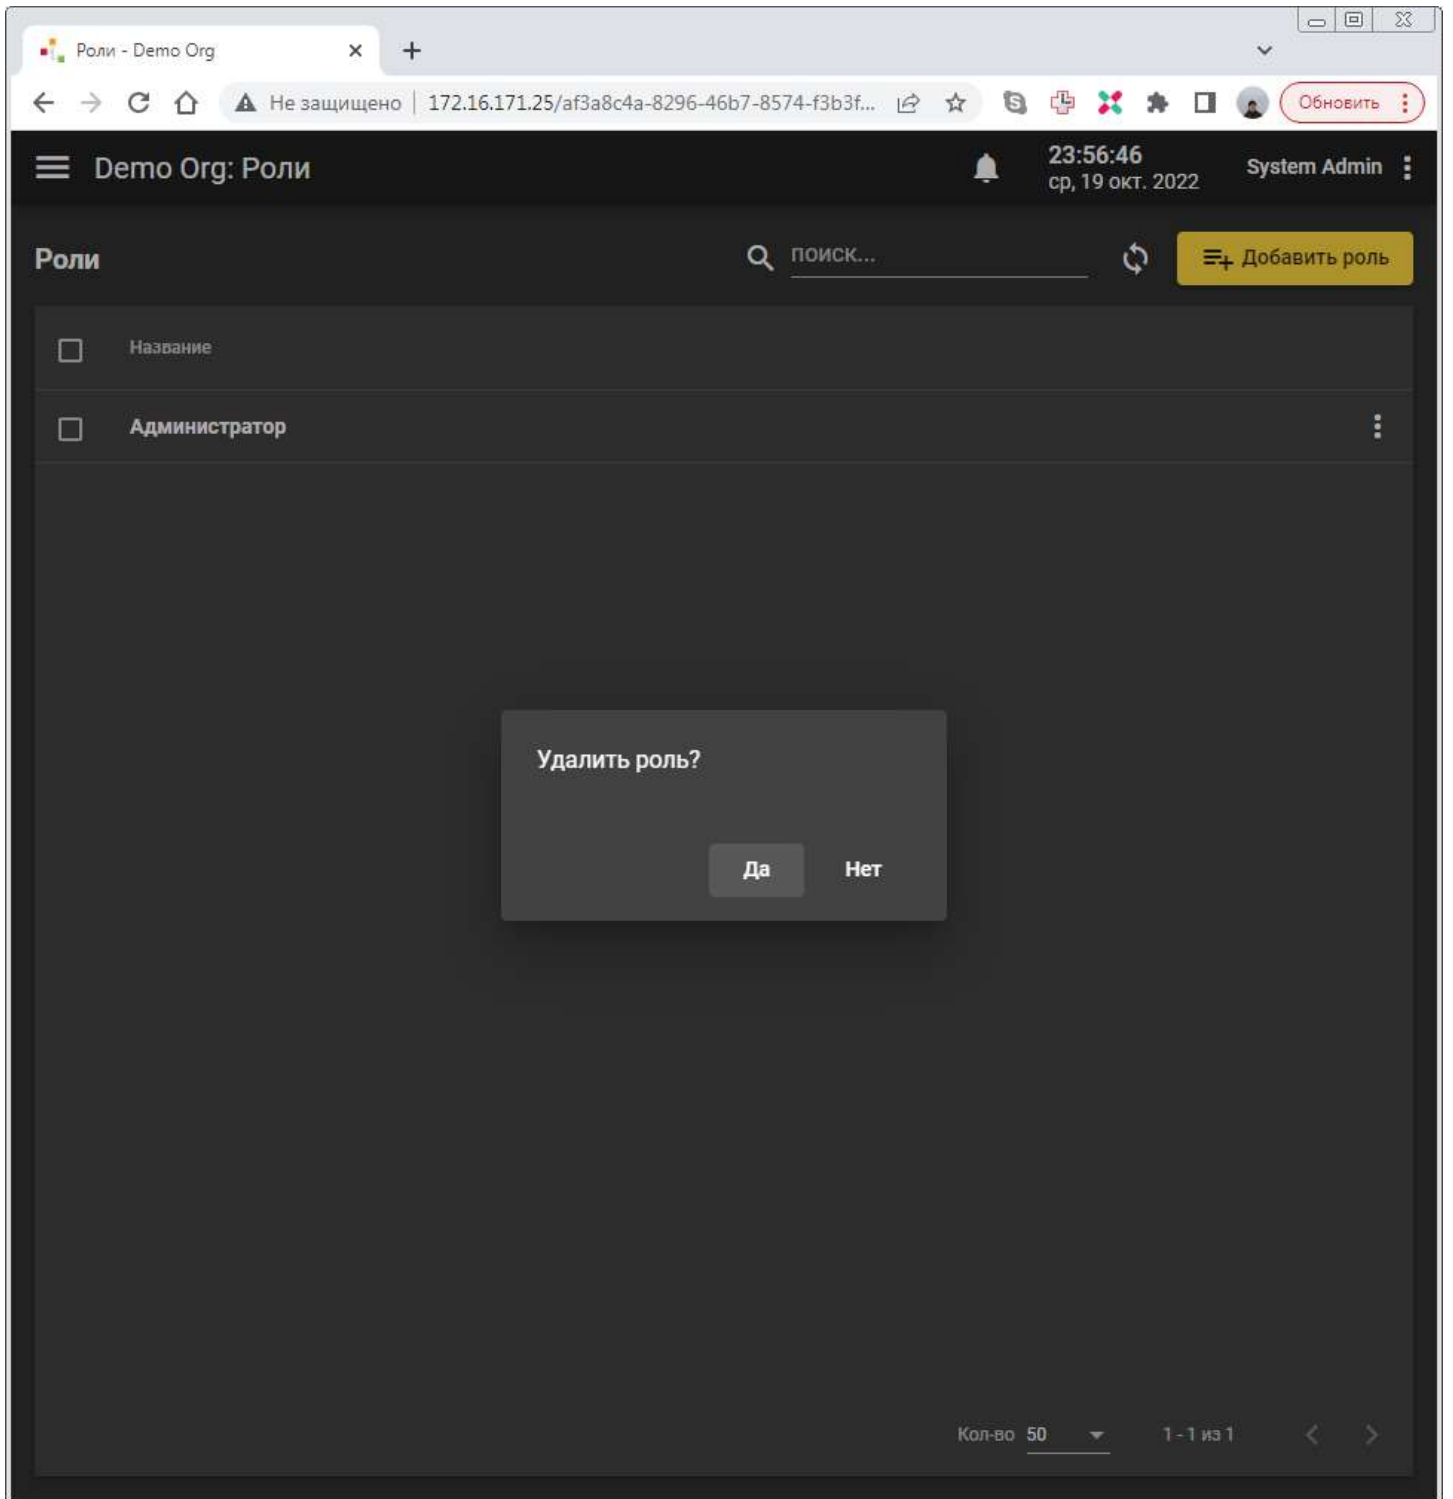 Роли - Demo Org
Не защищено 172.16.171.25/af3a8c4a-8296-46b7-8574-f3b3f... Обновить
Demo Org: Роли
23:56:46
ср, 19 окт. 2022
System Admin
Роли
поиск...
Добавить роль
Название
Администратор
Удалить роль?
Да Нет
Кол-во 50 1 - 1 из 1